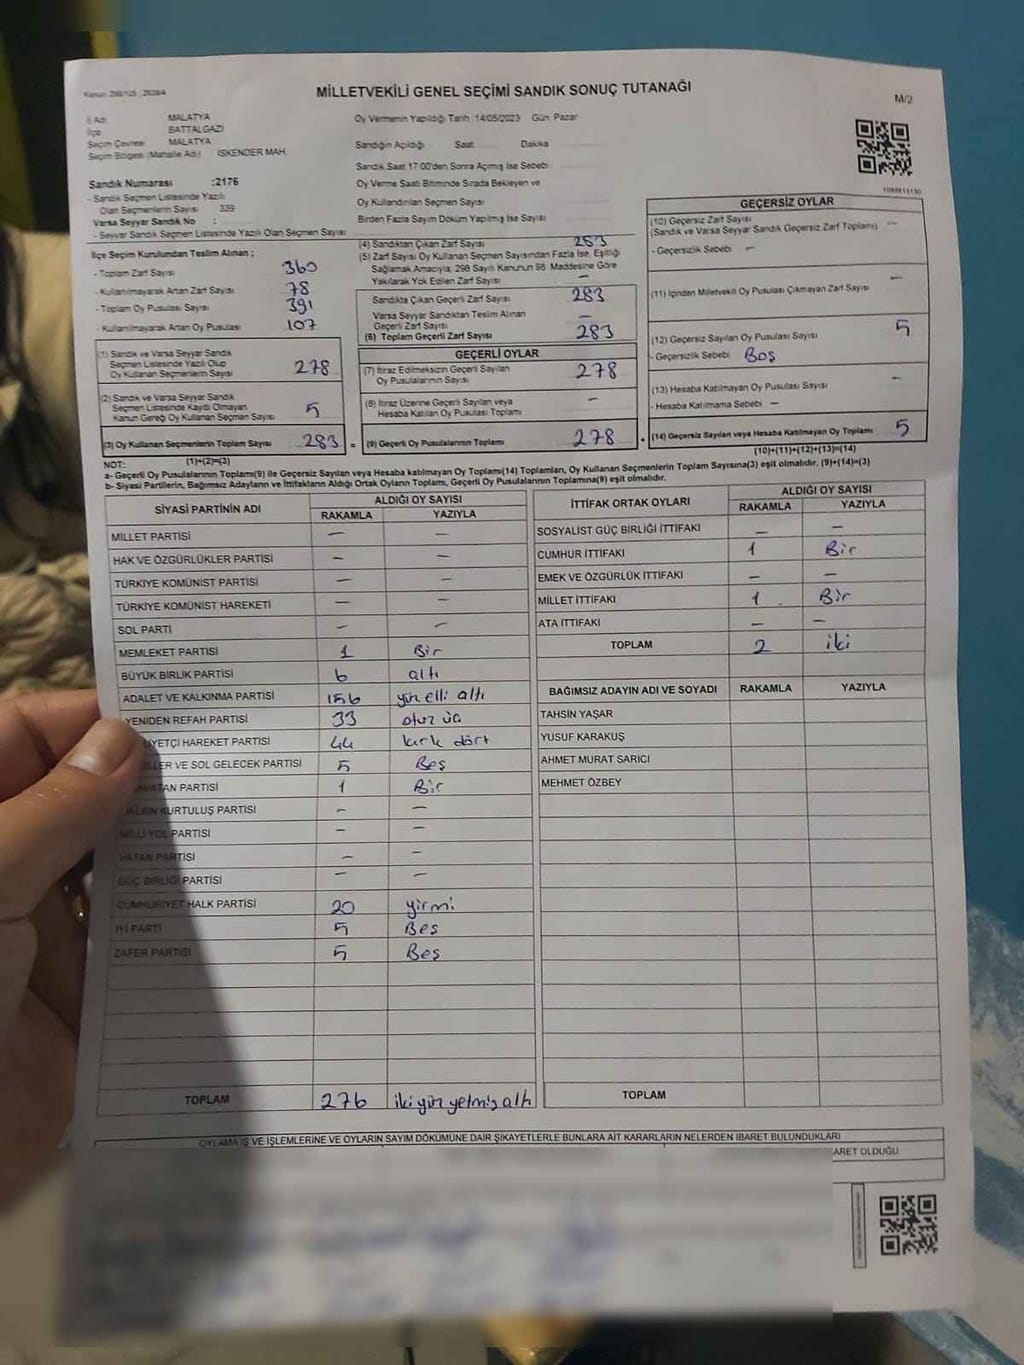 MİLLETVEKİLİ GENEL SEÇİMİ SANDIK SONUÇ TUTANAĞI
M/2
İl Adı MALATYA
İlçe BATTALGAZİ
Seçim Çevresi MALATYA
Seçim Bölgesi (Mahalle Adı) İSKENDER MAH.
Oy Vermenin Yapıldığı Tarih :14/05/2023 Gün: Pazar
Sandığın Açıldığı Saat Dakika
Sandık Saat 17:00'den Sonra Açımış İse Sebebi
Oy Verme Saati Bitiminde Sırada Bekleyen ve
Oy Kullandırılan Seçmen Sayısı
Birden Fazla Sayım Döküm Yapılmış İse Sayısı
Sandık Numarası :2176
- Sandık Seçmen Listesinde Yazılı
Olan Seçmenlerin Sayısı 339
Varsa Seyyar Sandık No :
- Seyyar Sandık Seçmen Listesinde Yazılı Olan Seçmen Sayısı
İlçe Seçim Kurulundan Teslim Alınan ;
- Toplam Zarf Sayısı 360
- Kullanılmayarak Artan Zarf Sayısı 78
- Toplam Oy Pusulası Sayısı 391
- Kullanılmayarak Artan Oy Pusulası 107
(1) Sandık ve Varsa Seyyar Sandık
Seçmen Listesinde Yazılı Olup
Oy Kullanan Seçmenlerin Sayısı 278
(2) Sandık ve Varsa Seyyar Sandık
Seçmen Listesinde Kayıtlı Olmayan
Kanun Gereği Oy Kullanan Seçmen Sayısı 5
(3) Oy Kullanan Seçmenlerin Toplam Sayısı 283 =
(1)+(2)=(3)
(4) Sandıktan Çıkan Zarf Sayısı 283
(5) Zarf Sayısı Oy Kullanan Seçmen Sayısından Fazla İse, Eşitliği
Sağlamak Amacıyla, 298 Sayılı Kanunun 98. Maddesine Göre
Yakılarak Yok Edilen Zarf Sayısı —
Sandıkta Çıkan Geçerli Zarf Sayısı 283
Varsa Seyyar Sandıktan Teslim Alınan
Geçerli Zarf Sayısı —
(6) Toplam Geçerli Zarf Sayısı 283
GEÇERLİ OYLAR
(7) İtiraz Edilmeksizin Geçerli Sayılan
Oy Pusulalarının Sayısı 278
(8) İtiraz Üzerine Geçerli Sayılan veya
Hesaba Katılan Oy Pusulası Toplamı —
(9) Geçerli Oy Pusulalarının Toplamı 278
GEÇERSİZ OYLAR
(10) Geçersiz Zarf Sayısı —
(Sandık ve Varsa Seyyar Sandık Geçersiz Zarf Toplamı)
- Geçersizlik Sebebi —
(11) İçinden Milletvekili Oy Pusulası Çıkmayan Zarf Sayısı —
(12) Geçersiz Sayılan Oy Pusulası Sayısı 5
- Geçersizlik Sebebi Boş
(13) Hesaba Katılmayan Oy Pusulası Sayısı —
- Hesaba Katılmama Sebebi —
(14) Geçersiz Sayılan veya Hesaba Katılmayan Oy Toplamı 5
(10)+(11)+(12)+(13)=(14)
NOT:
a- Geçerli Oy Pusulalarının Toplamı(9) ile Geçersiz Sayılan veya Hesaba katılmayan Oy Toplamı(14) Toplamları, Oy Kullanan Seçmenlerin Toplam Sayısına(3) eşit olmalıdır. (9)+(14)=(3)
b- Siyasi Partilerin, Bağımsız Adayların ve İttifakların Aldığı Ortak Oyların Toplamı, Geçerli Oy Pusulalarının Toplamına(9) eşit olmalıdır.
SİYASİ PARTİNİN ADI ALDIĞI OY SAYISI
RAKAMLA YAZIYLA
MİLLET PARTİSİ — —
HAK VE ÖZGÜRLÜKLER PARTİSİ — —
TÜRKİYE KOMÜNİST PARTİSİ — —
TÜRKİYE KOMÜNİST HAREKETİ — —
SOL PARTİ — —
MEMLEKET PARTİSİ 1 Bir
BÜYÜK BİRLİK PARTİSİ 6 altı
ADALET VE KALKINMA PARTİSİ 156 yüz elli altı
YENİDEN REFAH PARTİSİ 33 otuz üç
YETÇİ HAREKET PARTİSİ 44 kırk dört
LLER VE SOL GELECEK PARTİSİ 5 Beş
ATAN PARTİSİ 1 Bir
KURTULUŞ PARTİSİ — —
MİLLİ YOL PARTİSİ — —
VATAN PARTİSİ — —
GÜÇ BİRLİĞİ PARTİSİ — —
CUMHURİYET HALK PARTİSİ 20 yirmi
İYİ PARTİ 5 Bes
ZAFER PARTİSİ 5 Beş
TOPLAM 276 iki yüz yetmiş altı
İTTİFAK ORTAK OYLARI ALDIĞI OY SAYISI
RAKAMLA YAZIYLA
SOSYALİST GÜÇ BİRLİĞİ İTTİFAKI — —
CUMHUR İTTİFAKI 1 Bir
EMEK VE ÖZGÜRLÜK İTTİFAKI — —
MİLLET İTTİFAKI 1 Bir
ATA İTTİFAKI — —
TOPLAM 2 iki
BAĞIMSIZ ADAYIN ADI VE SOYADI RAKAMLA YAZIYLA
TAHSİN YAŞAR
YUSUF KARAKUŞ
AHMET MURAT SARICI
MEHMET ÖZBEY
TOPLAM
OYLAMA İŞ VE İŞLEMLERİNE VE OYLARIN SAYIM DÖKÜMÜNE DAİR ŞİKAYETLERLE BUNLARA AİT KARARLARIN NELERDEN İBARET BULUNDUKLARI
ARET OLDUĞU